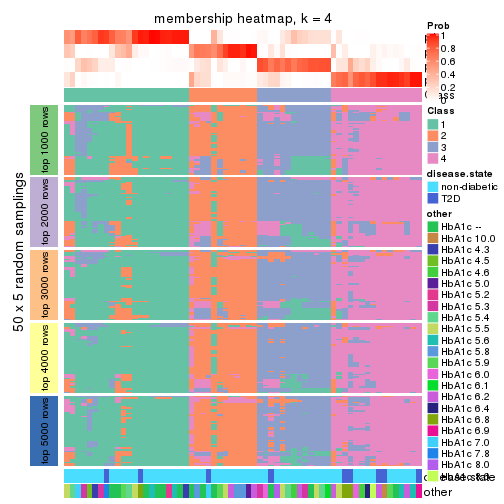 membership heatmap, k = 4
50 x 5 random samplings
top 1000 rows
top 2000 rows
top 3000 rows
top 4000 rows
top 5000 rows
Prob
1
0.8
0.6
0.4
0.2
0
Class
1
2
3
4
disease.state
non-diabetic
T2D
other
HbA1c --
HbA1c 10.0
HbA1c 4.3
HbA1c 4.5
HbA1c 4.6
HbA1c 5.0
HbA1c 5.2
HbA1c 5.3
HbA1c 5.4
HbA1c 5.5
HbA1c 5.6
HbA1c 5.8
HbA1c 5.9
HbA1c 6.0
HbA1c 6.1
HbA1c 6.2
HbA1c 6.4
HbA1c 6.8
HbA1c 6.9
HbA1c 7.0
HbA1c 7.8
HbA1c 8.0
disease.state
other